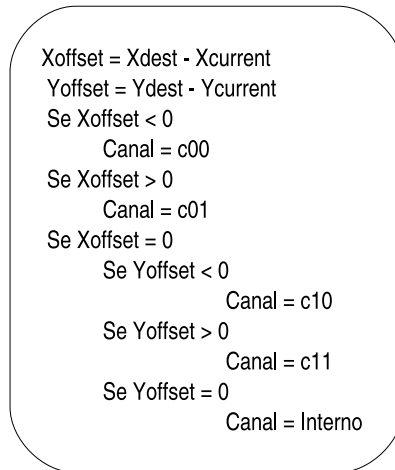 Xoffset = Xdest - Xcurrent
Yoffset = Ydest - Ycurrent
Se Xoffset < 0
Canal = c00
Se Xoffset > 0
Canal = c01
Se Xoffset = 0
Se Yoffset < 0
Canal = c10
Se Yoffset > 0
Canal = c11
Se Yoffset = 0
Canal = Interno